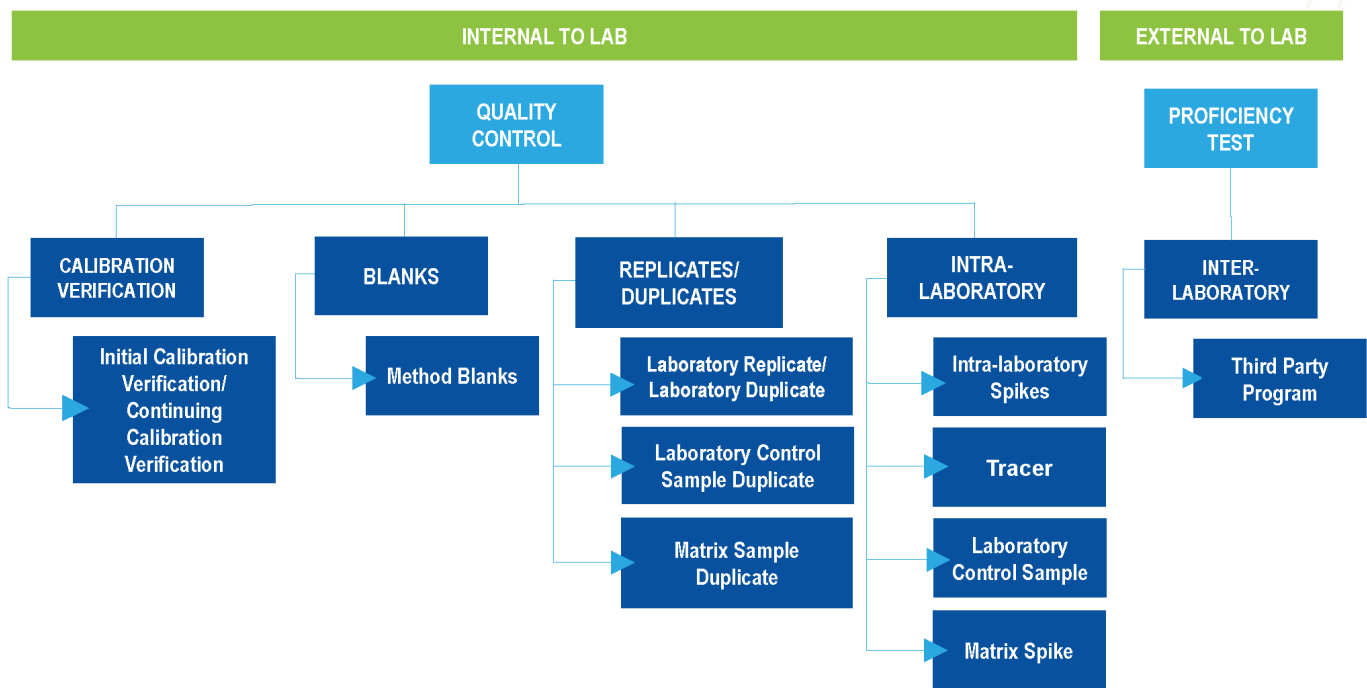 INTERNAL TO LAB
EXTERNAL TO LAB
QUALITY
CONTROL
PROFICIENCY
TEST
CALIBRATION
VERIFICATION
BLANKS
REPLICATES/
DUPLICATES
INTRA-
LABORATORY
INTER-
LABORATORY
Initial Calibration
Verification/
Continuing
Calibration
Verification
Method Blanks
Laboratory Replicate/
Laboratory Duplicate
Laboratory Control
Sample Duplicate
Matrix Sample
Duplicate
Intra-laboratory
Spikes
Tracer
Laboratory
Control Sample
Matrix Spike
Third Party
Program